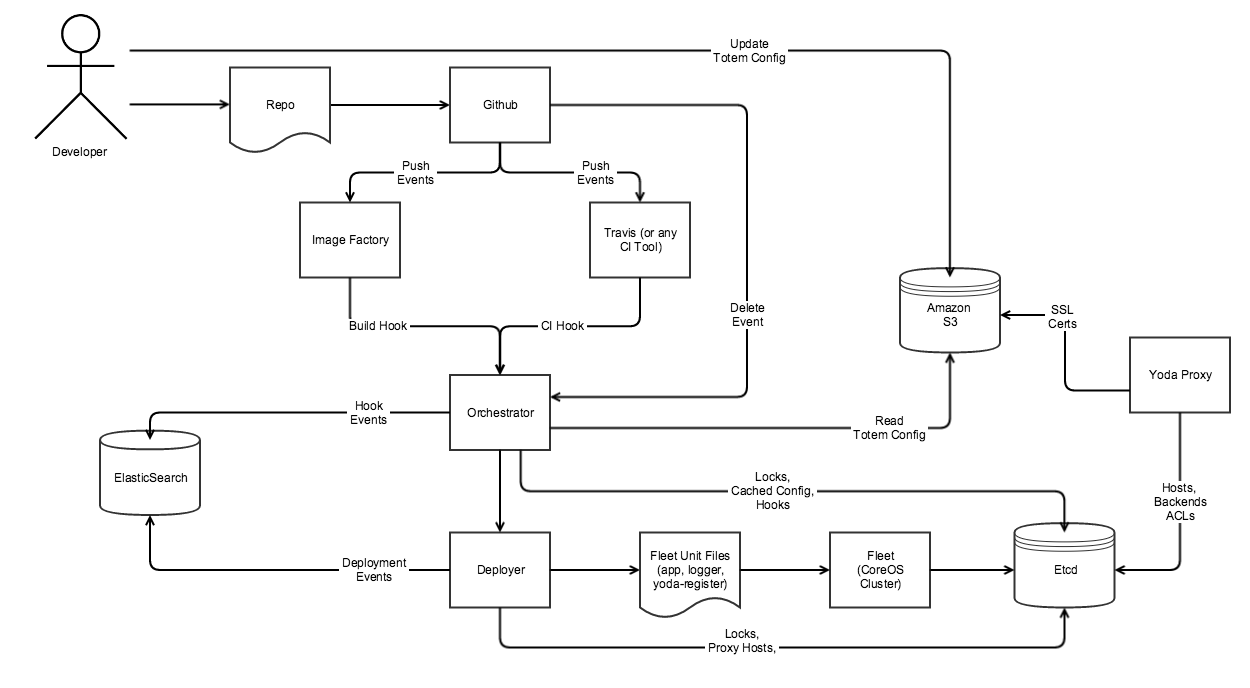 Update
Totem Config
Repo
Github
Developer
Push
Events
Push
Events
Image Factory
Travis (or any
CI Tool)
Delete
Event
Amazon
S3
SSL
Certs
Build Hook
CI Hook
Yoda Proxy
Orchestrator
Hook
Events
Read
Totem Config
ElasticSearch
Locks,
Cached Config,
Hooks
Hosts,
Backends
ACLs
Deployment
Events
Deployer
Fleet Unit Files
(app, logger,
yoda-register)
Fleet
(CoreOS
Cluster)
Etcd
Locks,
Proxy Hosts,